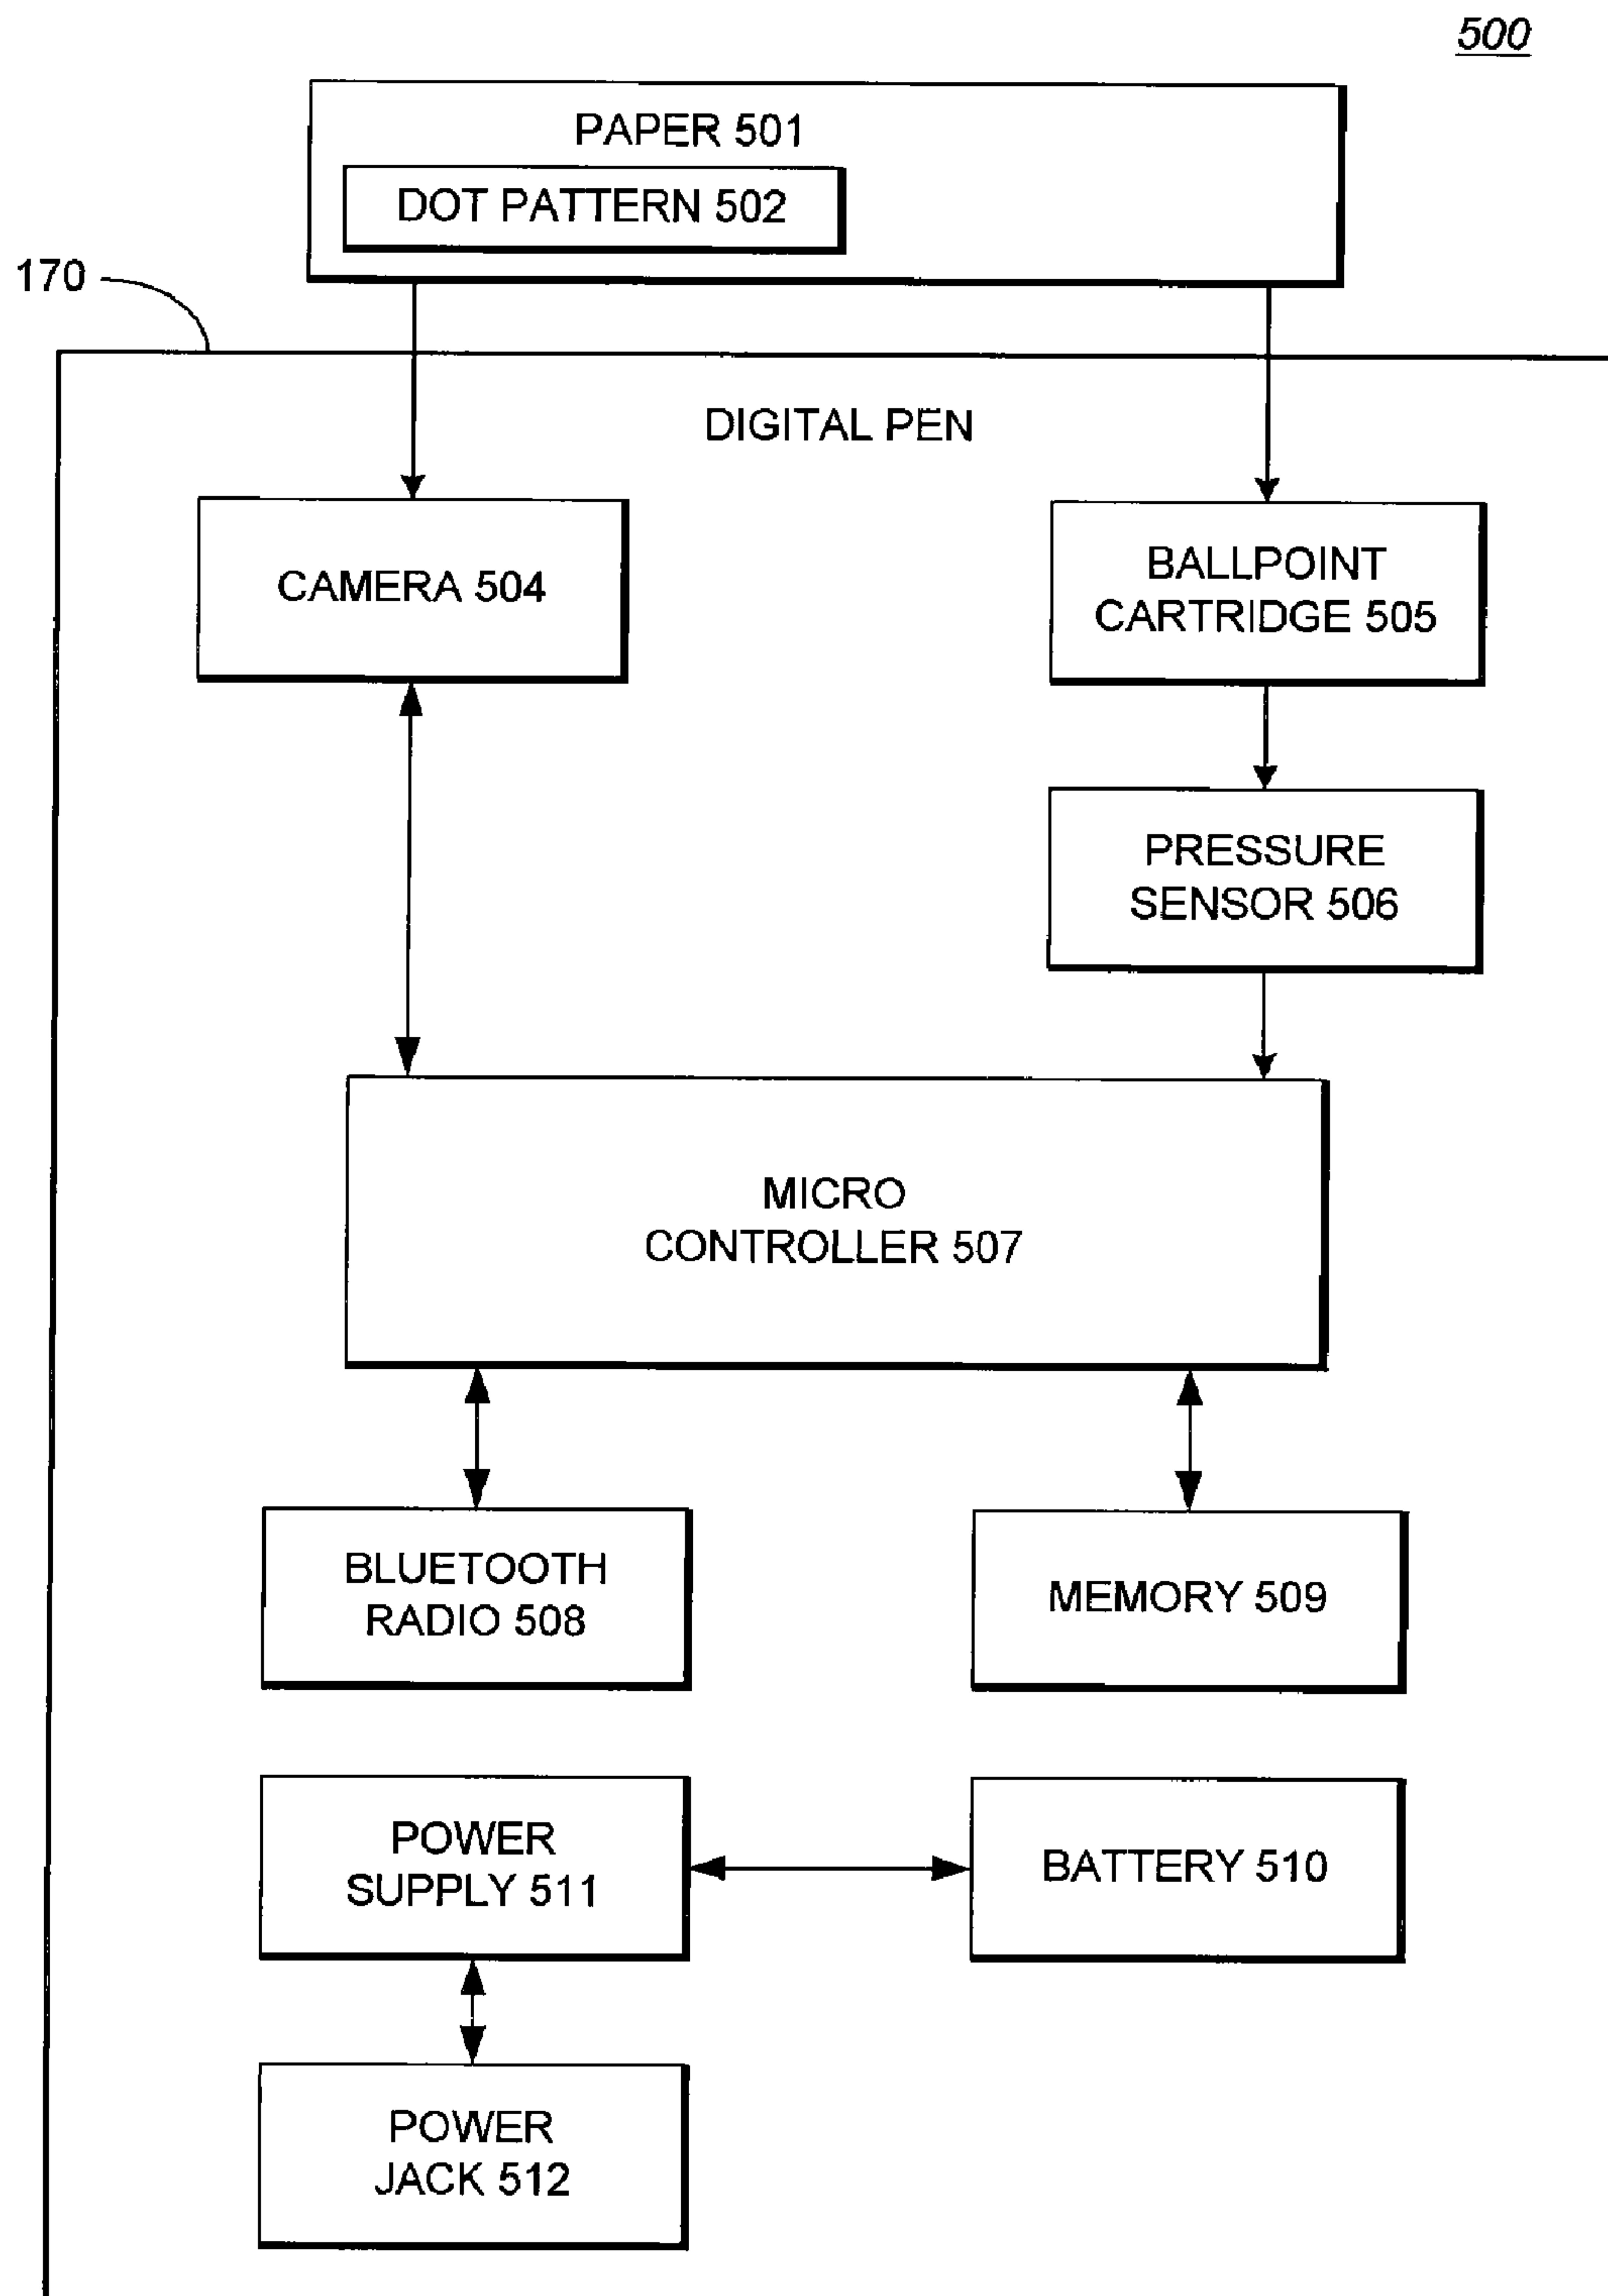 500
PAPER 501
DOT PATTERN 502
170
DIGITAL PEN
CAMERA 504
BALLPOINT
CARTRIDGE 505
PRESSURE
SENSOR 506
MICRO
CONTROLLER 507
BLUETOOTH
RADIO 508
MEMORY 509
POWER
SUPPLY 511
BATTERY 510
POWER
JACK 512